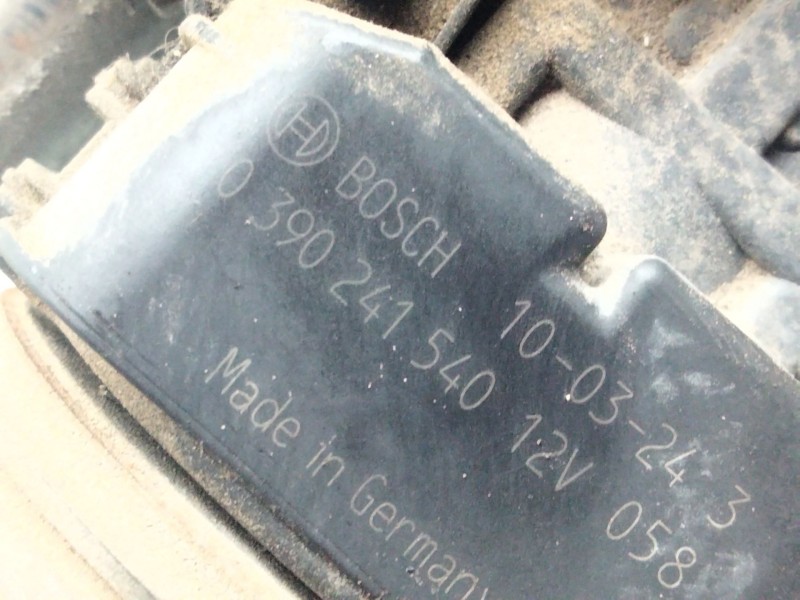 BOSCH 10-03-24 3
0 390 241 540 12V 058
Made in Germany